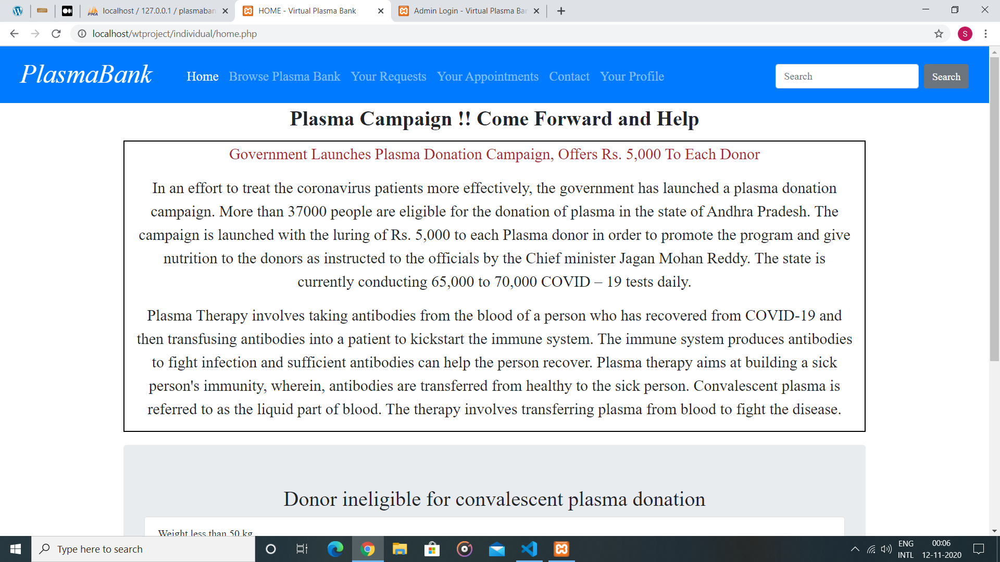 localhost / 127.0.0.1 / plasmaban
HOME - Virtual Plasma Bank
Admin Login - Virtual Plasma Ban
localhost/wtproject/individual/home.php
S
PlasmaBank
Home
Browse Plasma Bank
Your Requests
Your Appointments
Contact
Your Profile
Search
Search
Plasma Campaign !! Come Forward and Help
Government Launches Plasma Donation Campaign, Offers Rs. 5,000 To Each Donor
In an effort to treat the coronavirus patients more effectively, the government has launched a plasma donation
campaign. More than 37000 people are eligible for the donation of plasma in the state of Andhra Pradesh. The
campaign is launched with the luring of Rs. 5,000 to each Plasma donor in order to promote the program and give
nutrition to the donors as instructed to the officials by the Chief minister Jagan Mohan Reddy. The state is
currently conducting 65,000 to 70,000 COVID – 19 tests daily.
Plasma Therapy involves taking antibodies from the blood of a person who has recovered from COVID-19 and
then transfusing antibodies into a patient to kickstart the immune system. The immune system produces antibodies
to fight infection and sufficient antibodies can help the person recover. Plasma therapy aims at building a sick
person's immunity, wherein, antibodies are transferred from healthy to the sick person. Convalescent plasma is
referred to as the liquid part of blood. The therapy involves transferring plasma from blood to fight the disease.
Donor ineligible for convalescent plasma donation
Weight less than 50 kg
Type here to search
ENG
INTL
00:06
12-11-2020